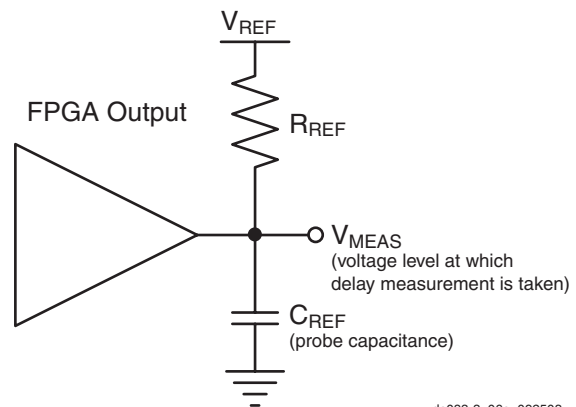 VREF
FPGA Output
RREF
VMEAS
(voltage level at which
delay measurement is taken)
CREF
(probe capacitance)